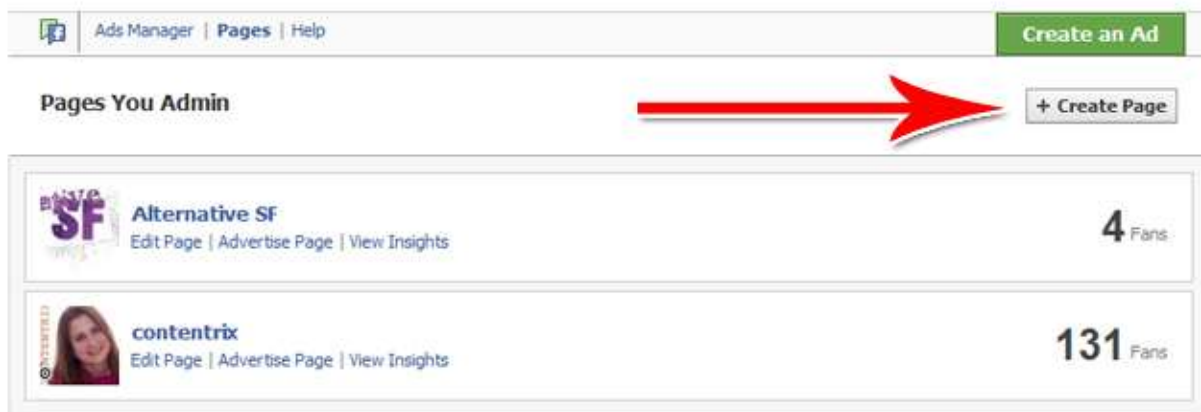 Ads Manager | Pages | Help
Create an Ad
Pages You Admin
+ Create Page
SF
Alternative SF
Edit Page | Advertise Page | View Insights
4 Fans
contentrix
Edit Page | Advertise Page | View Insights
131 Fans